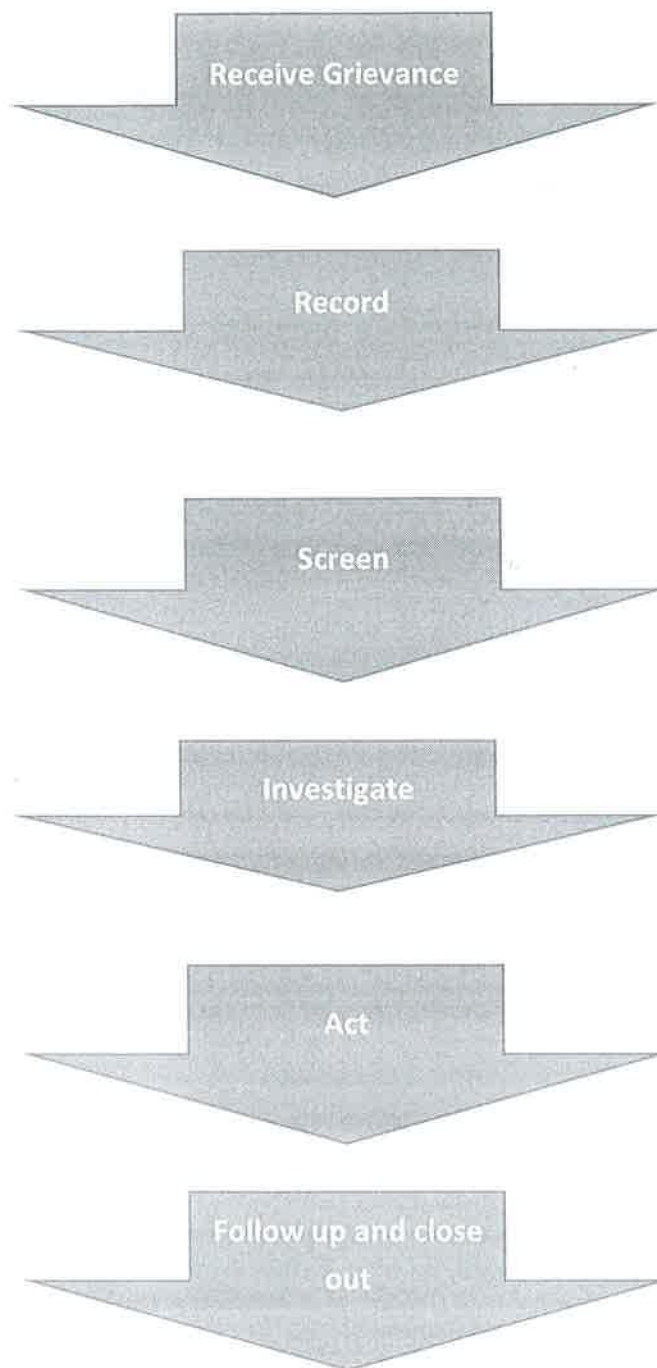 Receive Grievance
Record
Screen
Investigate
Act
Follow up and close
out